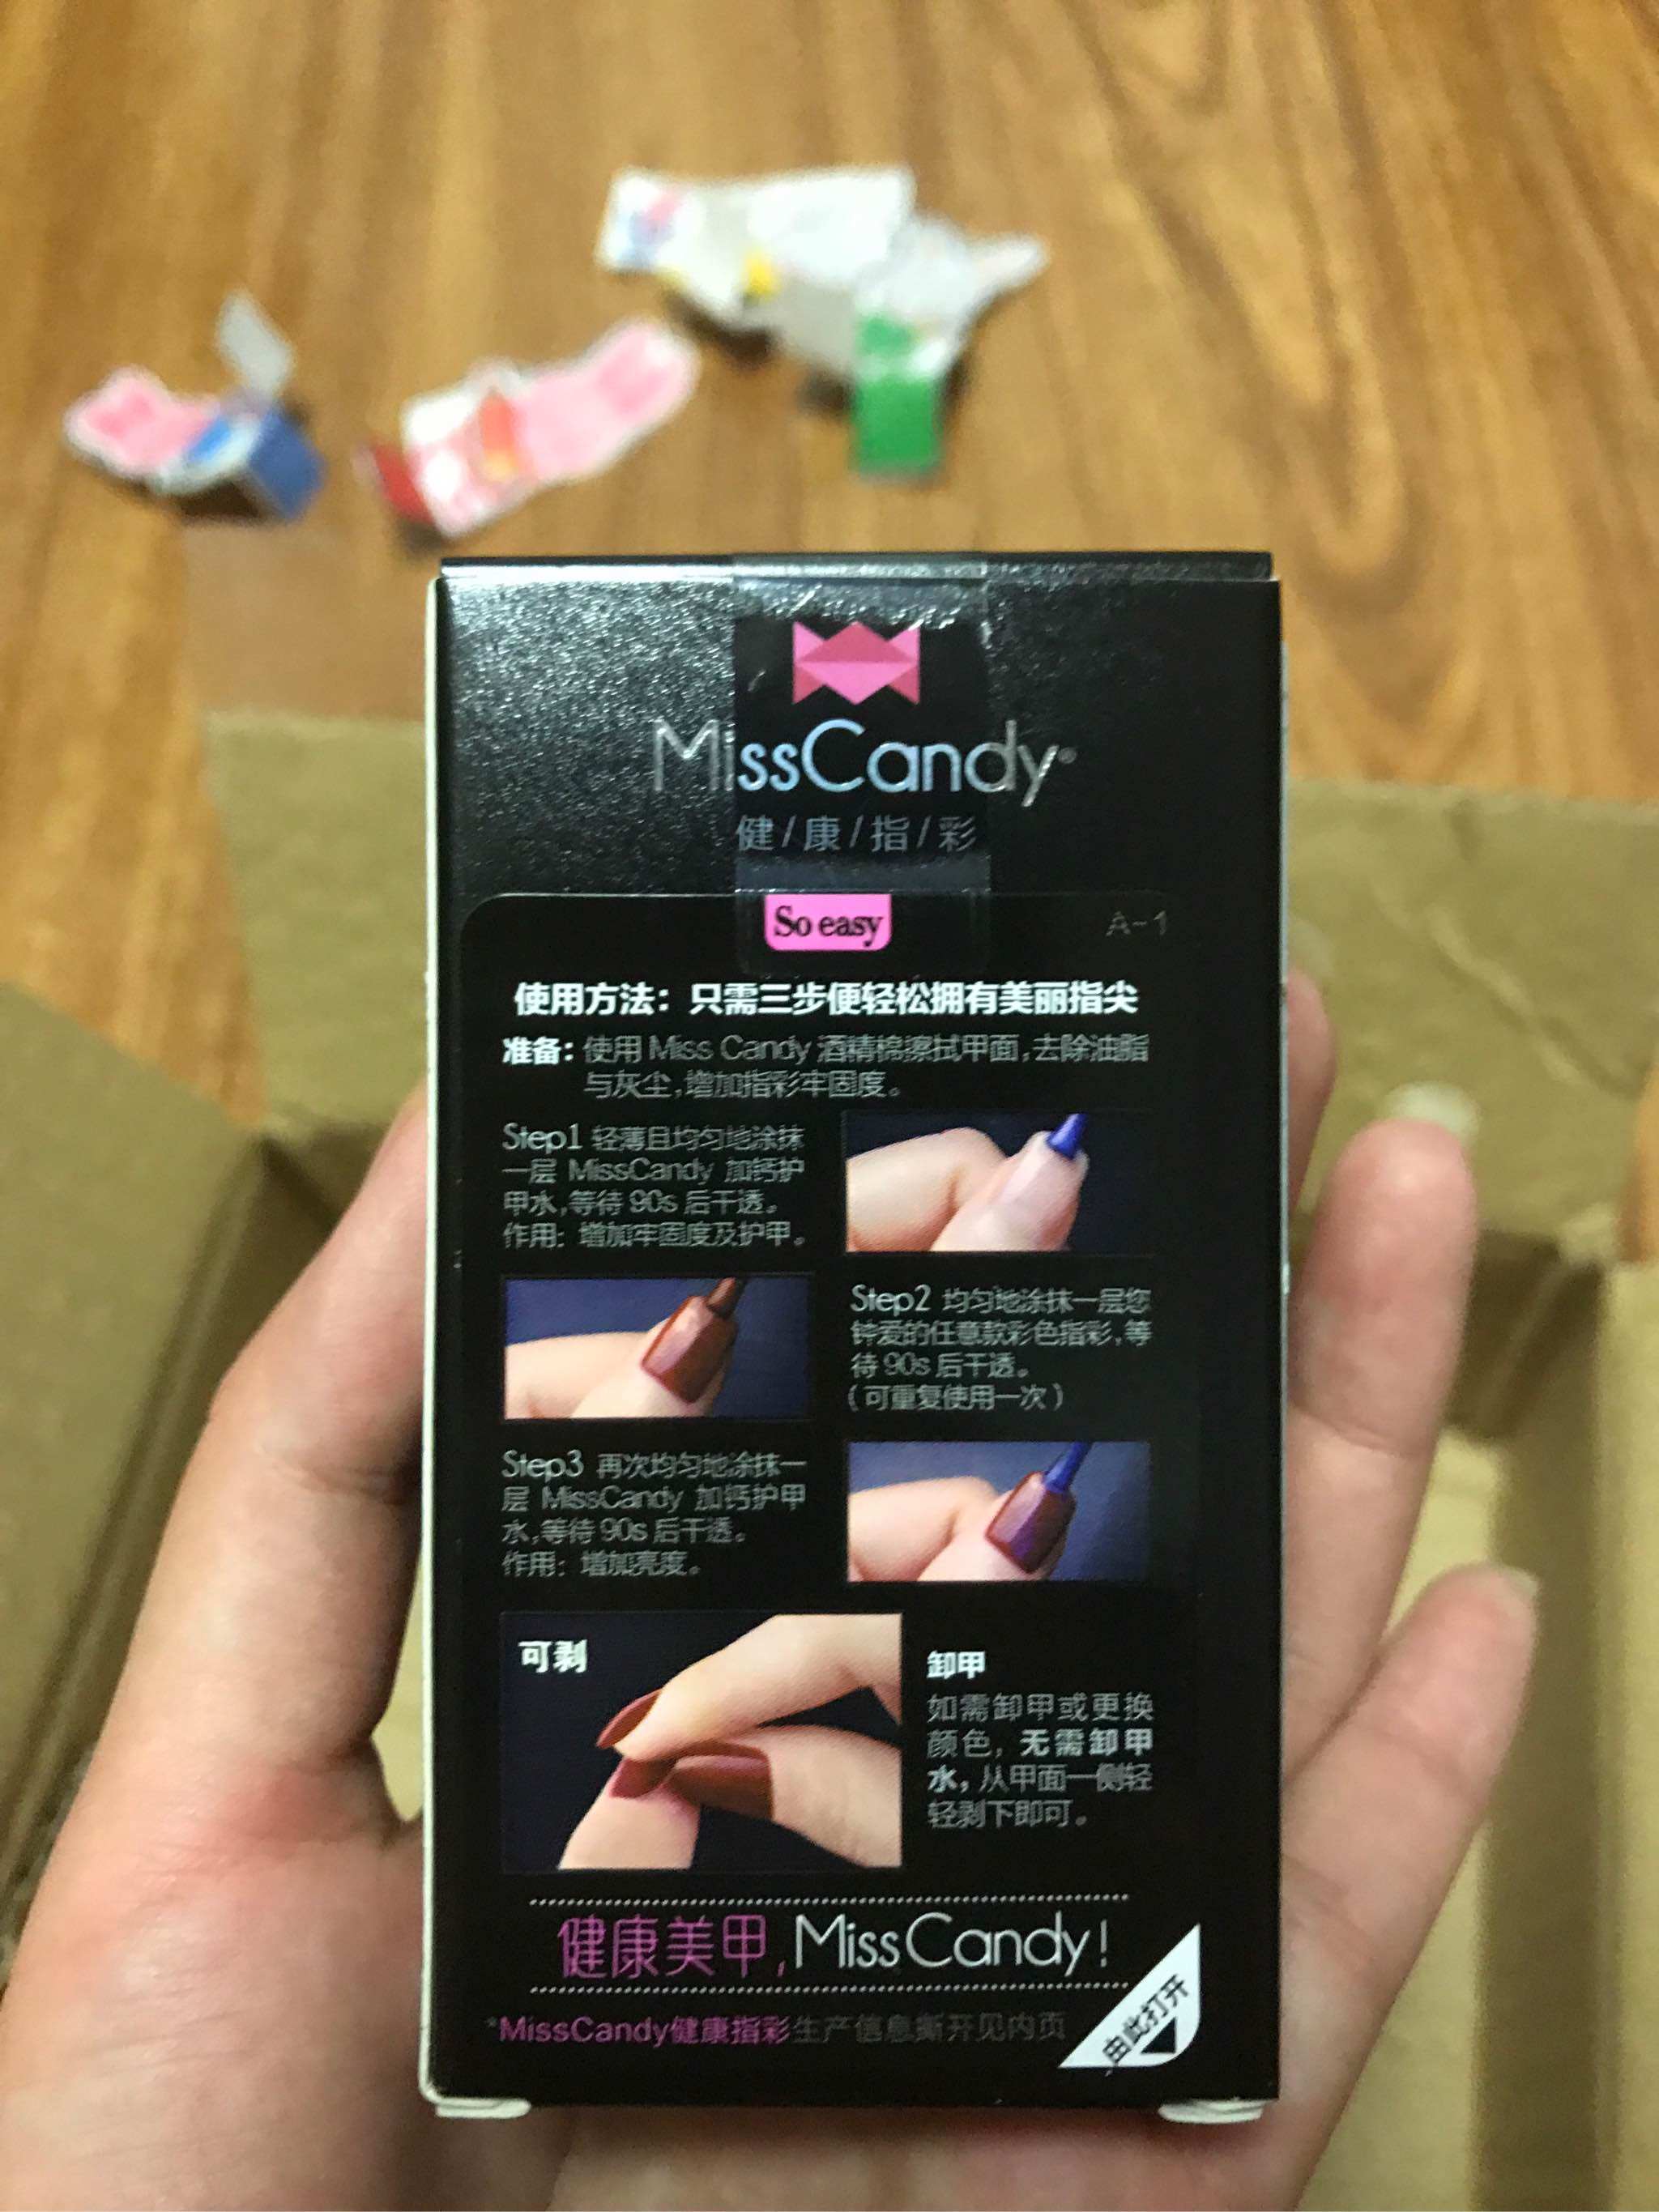 MissCandy
健/康/指/彩
So easy
A-1
使用方法：只需三步便轻松拥有美丽指尖
准备：使用 Miss Candy 酒精棉擦拭甲面,去除油脂
与灰尘,增加指彩牢固度。
Step1 轻薄且均匀地涂抹
一层 MissCandy 加钙护
甲水,等待 90s 后干透。
作用：增加牢固度及护甲。
Step2 均匀地涂抹一层您
钟爱的任意款彩色指彩,等
待 90s 后干透。
（可重复使用一次）
Step3 再次均匀地涂抹一
层 MissCandy 加钙护甲
水,等待 90s 后干透。
作用：增加亮度。
可剥
卸甲
如需卸甲或更换
颜色，无需卸甲
水，从甲面一侧轻
轻剥下即可。
健康美甲,MissCandy!
*MissCandy健康指彩生产信息撕开见内页
由此打开